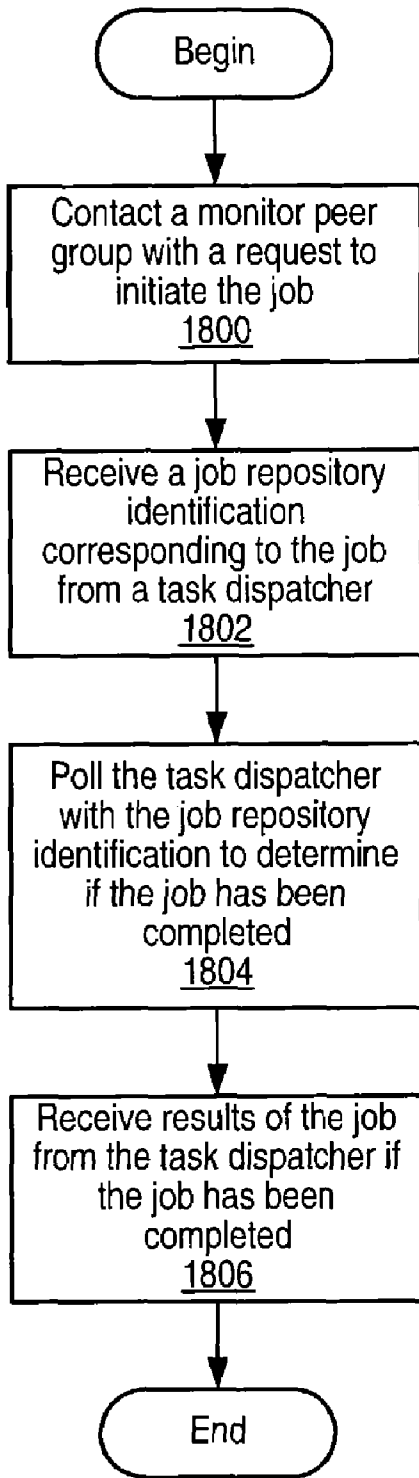 Begin
Contact a monitor peer
group with a request to
initiate the job
1800
Receive a job repository
identification
corresponding to the job
from a task dispatcher
1802
Poll the task dispatcher
with the job repository
identification to determine
if the job has been
completed
1804
Receive results of the job
from the task dispatcher if
the job has been
completed
1806
End